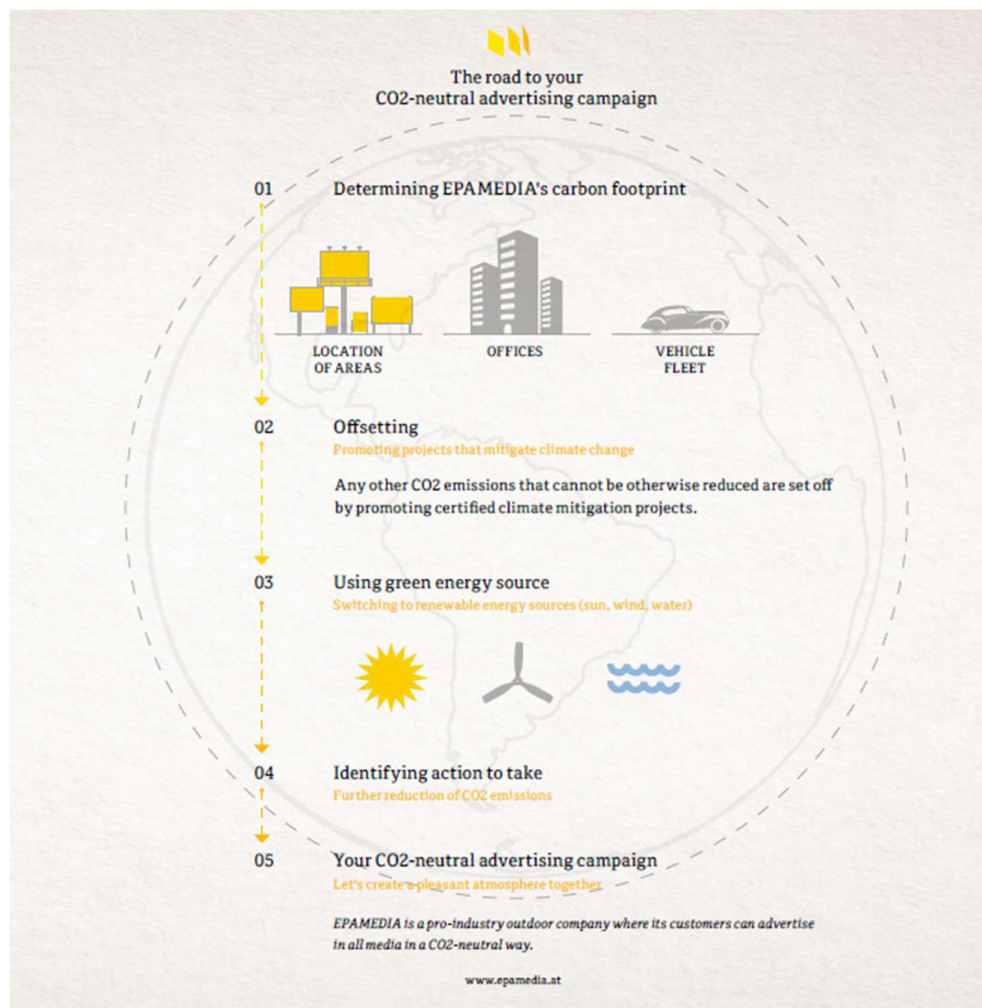 The road to your
CO2-neutral advertising campaign
01
Determining EPAMEDIA's carbon footprint
LOCATION
OF AREAS
OFFICES
VEHICLE
FLEET
02
Offsetting
Promoting projects that mitigate climate change
Any other CO2 emissions that cannot be otherwise reduced are set off
by promoting certified climate mitigation projects.
03
Using green energy source
Switching to renewable energy sources (sun, wind, water)
04
Identifying action to take
Further reduction of CO2 emissions
05
Your CO2-neutral advertising campaign
Let's create a pleasant atmosphere together
EPAMEDIA is a pro-industry outdoor company where its customers can advertise
in all media in a CO2-neutral way.
www.epamedia.at